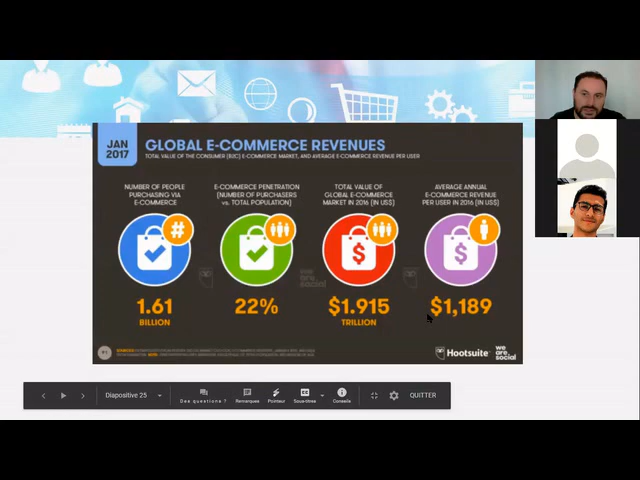 JAN
2017
GLOBAL E-COMMERCE REVENUES
TOTAL VALUE OF THE CONSUMER (B2C) E-COMMERCE MARKET, AND AVERAGE E-COMMERCE REVENUE PER USER
NUMBER OF PEOPLE
PURCHASING VIA
E-COMMERCE
#
1.61
BILLION
E-COMMERCE PENETRATION
(NUMBER OF PURCHASERS
vs. TOTAL POPULATION)
22%
TOTAL VALUE OF
GLOBAL E-COMMERCE
MARKET IN 2016 (IN US$)
$
$1.915
TRILLION
AVERAGE ANNUAL
E-COMMERCE REVENUE
PER USER IN 2016 (IN US$)
$
$1,189
Hootsuite
we
are
social
Diapositive 25
Des questions ?
Remarques
Pointeur
Sous-titres
Conseils
QUITTER